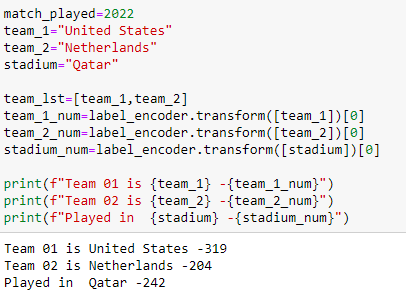 match_played=2022
team_1="United States"
team_2="Netherlands"
stadium="Qatar"
team_lst=[team_1,team_2]
team_1_num=label_encoder.transform([team_1])[0]
team_2_num=label_encoder.transform([team_2])[0]
stadium_num=label_encoder.transform([stadium])[0]
print(f"Team 01 is {team_1} -{team_1_num}")
print(f"Team 02 is {team_2} -{team_2_num}")
print(f"Played in  {stadium} -{stadium_num}")
Team 01 is United States -319
Team 02 is Netherlands -204
Played in  Qatar -242